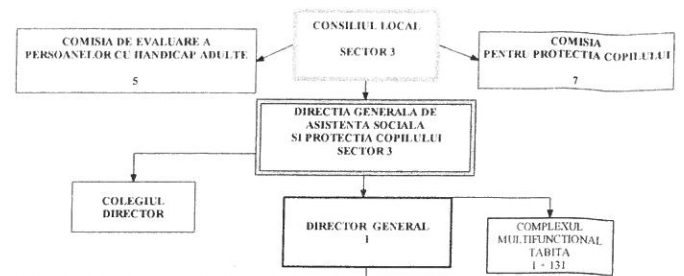 CONSILIUL LOCAL
SECTOR 3
COMISIA DE EVALUARE A
PERSOANELOR CU HANDICAP ADULTE
5
COMISIA
PENTRU PROTECTIA COPILULUI
7
DIRECTIA GENERALA DE
ASISTENTA SOCIALA
SI PROTECTIA COPILULUI
SECTOR 3
COLEGIUL
DIRECTOR
DIRECTOR GENERAL
1
COMPLEXUL
MULTIFUNCTIONAL
TABITA
1 + 131